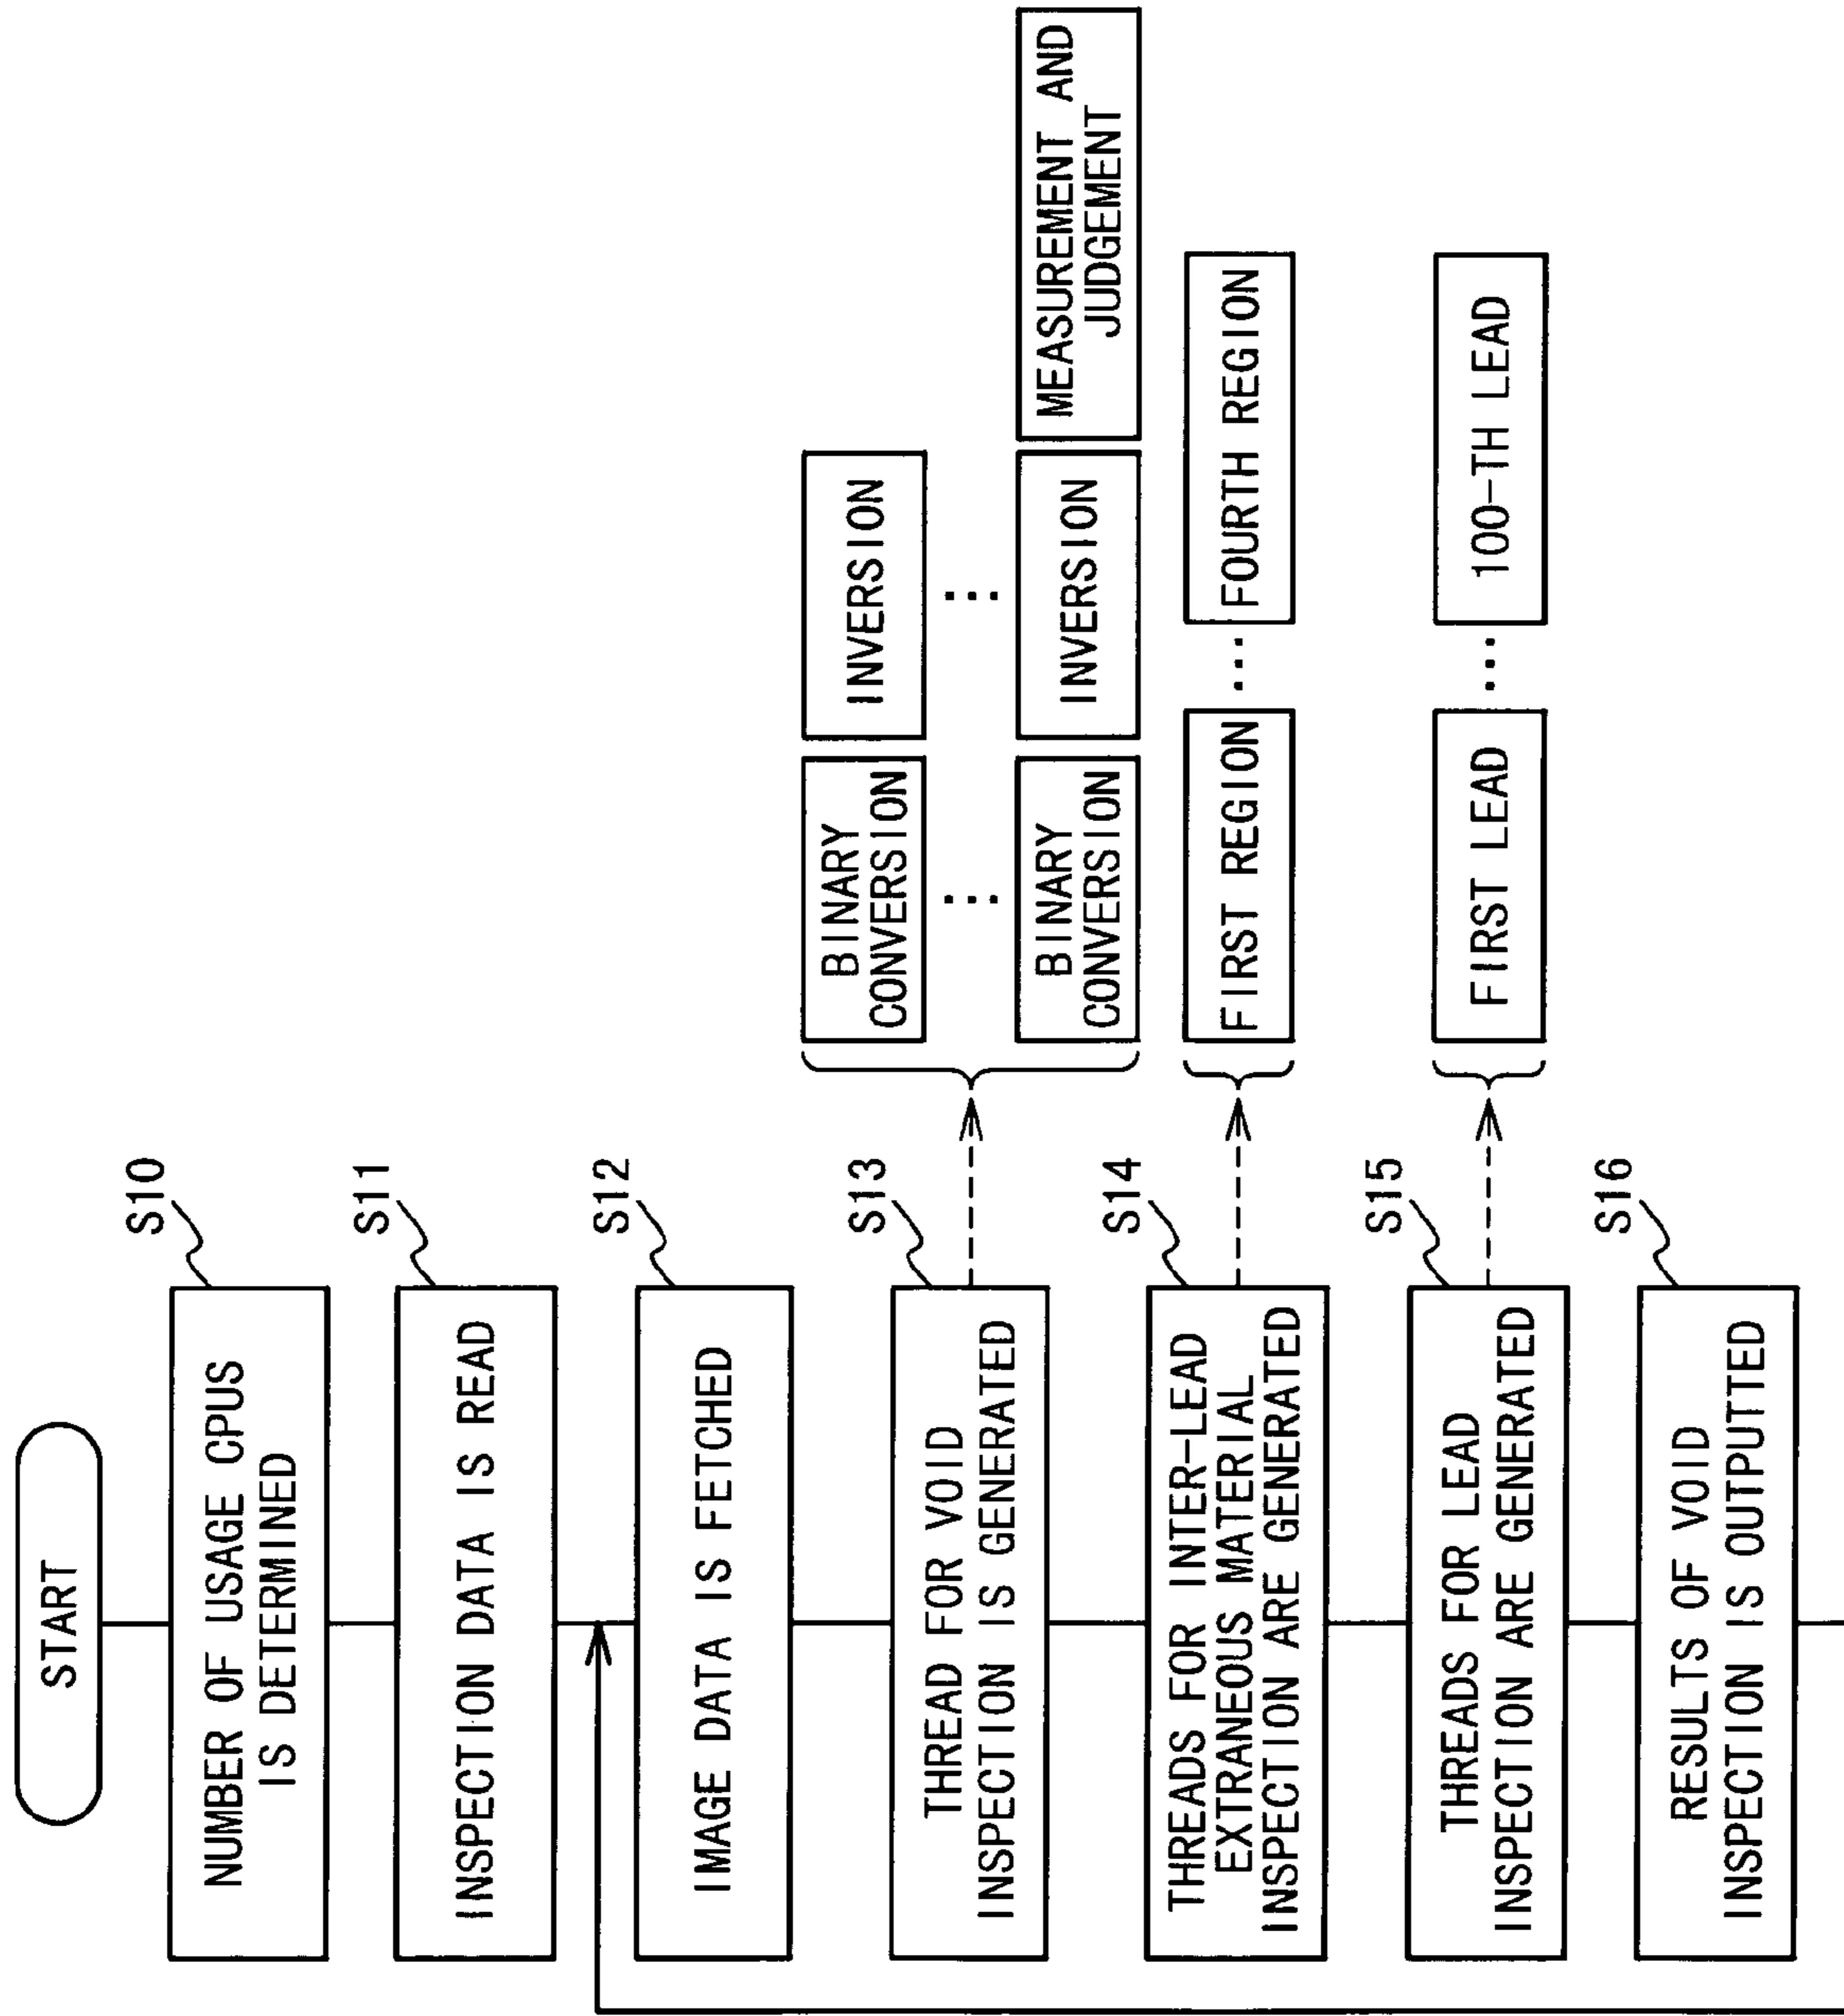 START
S10
NUMBER OF USAGE CPUS
IS DETERMINED
S11
INSPECTION DATA IS READ
S12
IMAGE DATA IS FETCHED
S13
THREAD FOR VOID
INSPECTION IS GENERATED
BINARY
CONVERSION
INVERSION
...
...
BINARY
CONVERSION
INVERSION
MEASUREMENT AND
JUDGEMENT
S14
THREADS FOR INTER-LEAD
EXTRANEOUS MATERIAL
INSPECTION ARE GENERATED
FIRST REGION
...
FOURTH REGION
S15
THREADS FOR LEAD
INSPECTION ARE GENERATED
FIRST LEAD
...
100-TH LEAD
S16
RESULTS OF VOID
INSPECTION IS OUTPUTTED